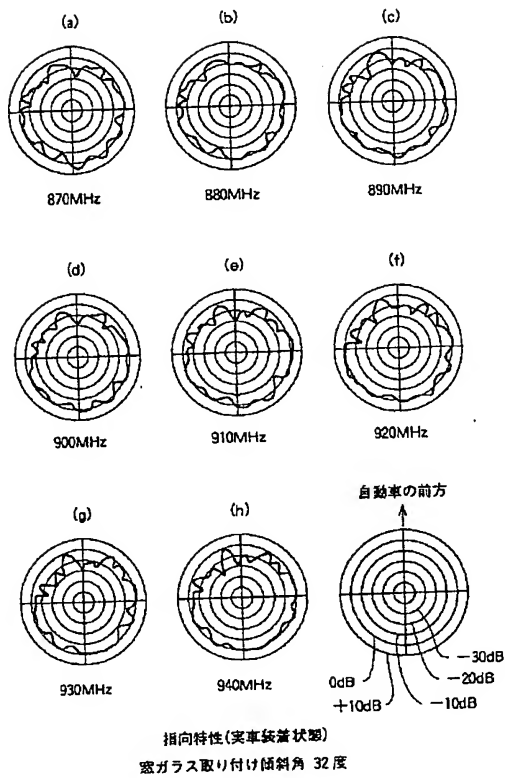 (a)
(b)
(c)
870MHz
880MHz
890MHz
(d)
(e)
(f)
900MHz
910MHz
920MHz
(g)
(h)
自動車の前方
930MHz
940MHz
0dB
+10dB
-30dB
-20dB
-10dB
指向特性(実車装着状態)
窓ガラス取り付け傾斜角 32度